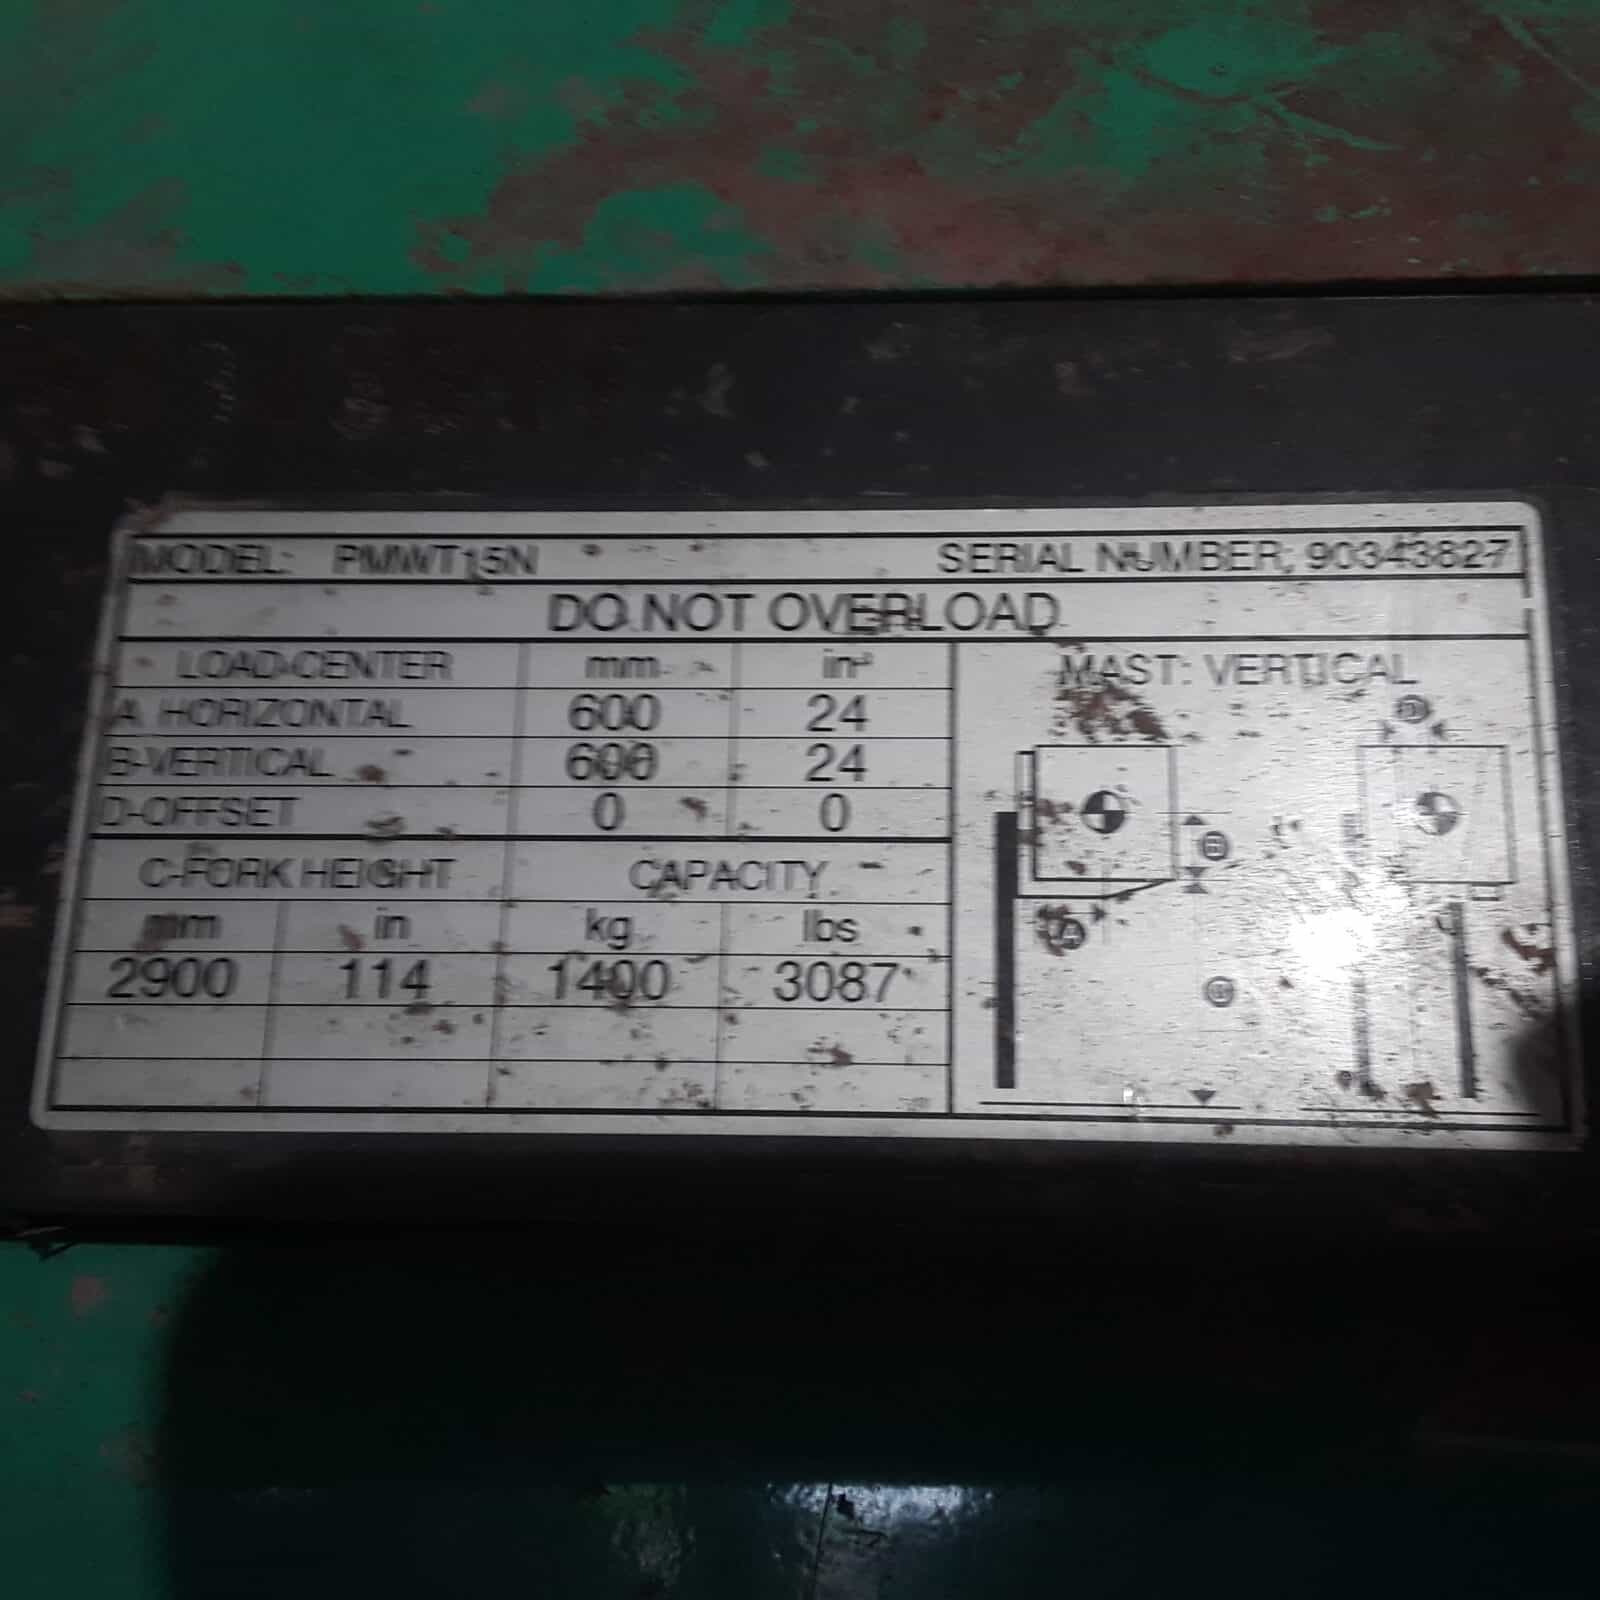 MODEL: PMWT15N SERIAL NUMBER; 90343827
DO NOT OVERLOAD
LOAD-CENTER mm in
A HORIZONTAL 600 24
B-VERTICAL 600 24
D-OFFSET 0 0
C-FORK HEIGHT CAPACITY
mm in kg lbs
2900 114 1400 3087
MAST: VERTICAL
D
B
A